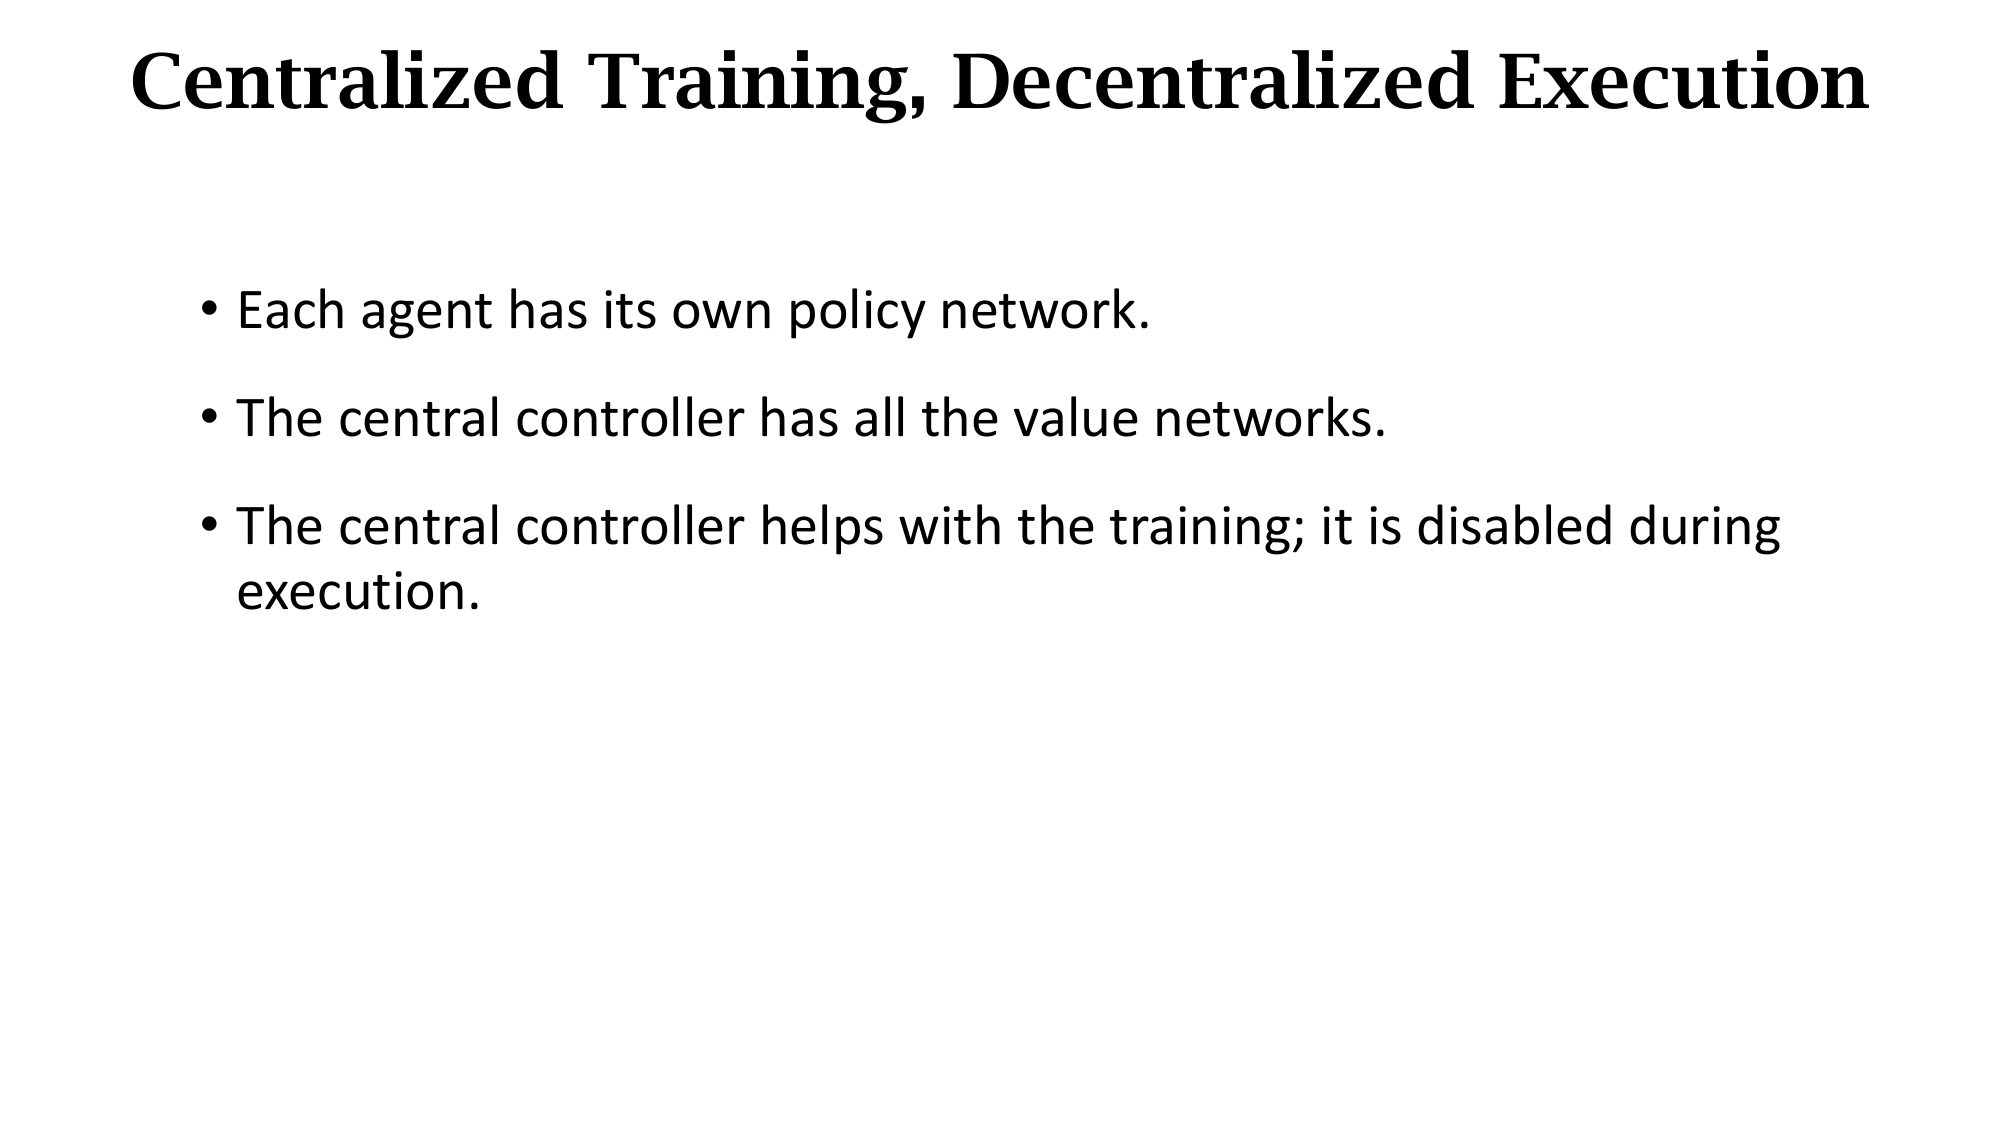 Centralized Training, Decentralized Execution
• Each agent has its own policy network.
• The central controller has all the value networks.
• The central controller helps with the training; it is disabled during
execution.